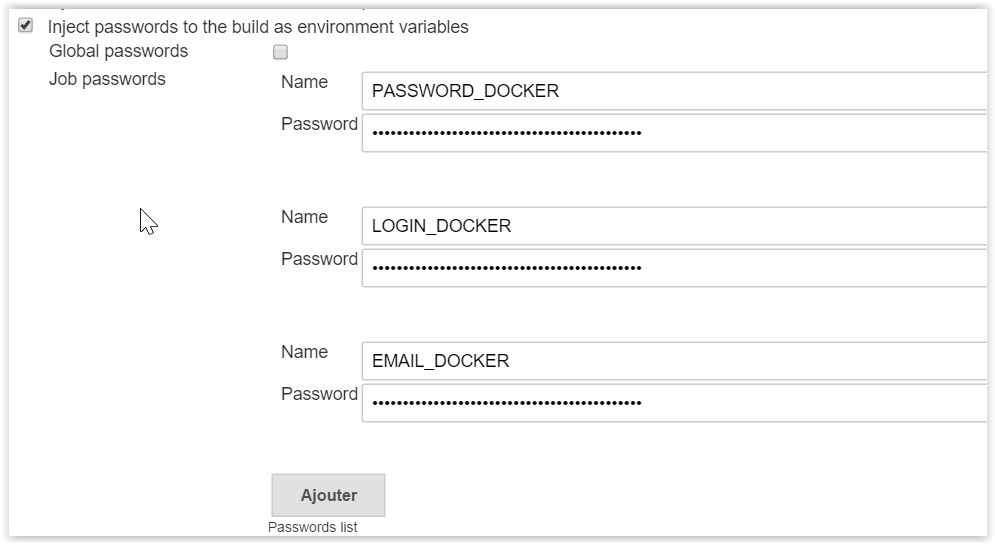 Inject passwords to the build as environment variables
Global passwords
Job passwords
Name PASSWORD_DOCKER
Password ••••••••••••••••••••••••••••••••••••••••••••
Name LOGIN_DOCKER
Password ••••••••••••••••••••••••••••••••••••••••••••
Name EMAIL_DOCKER
Password ••••••••••••••••••••••••••••••••••••••••••••
Ajouter
Passwords list